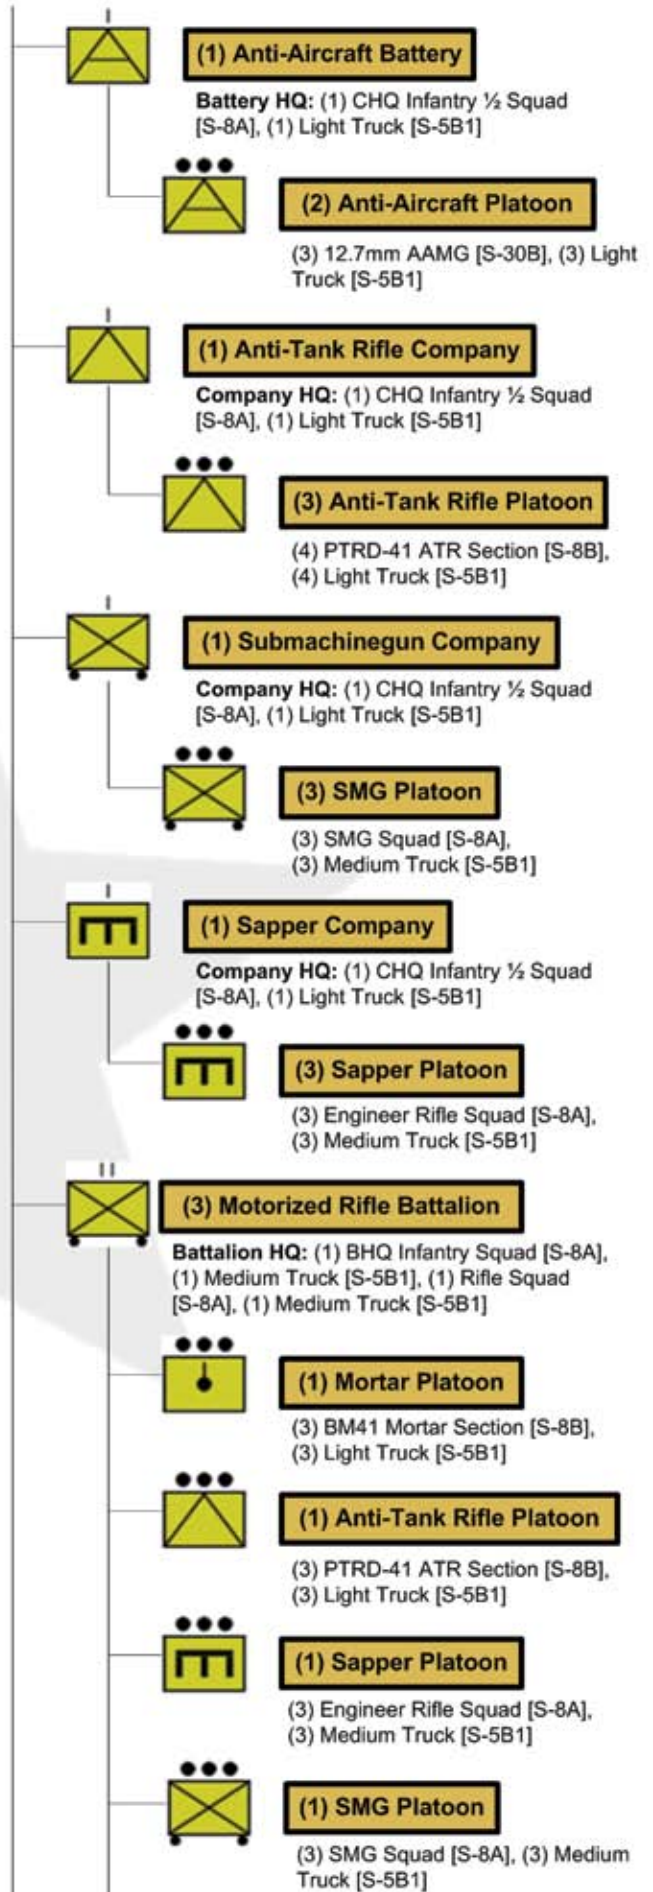 (1) Anti-Aircraft Battery
Battery HQ: (1) CHQ Infantry ½ Squad
[S-8A], (1) Light Truck [S-5B1]
(2) Anti-Aircraft Platoon
(3) 12.7mm AAMG [S-30B], (3) Light
Truck [S-5B1]
(1) Anti-Tank Rifle Company
Company HQ: (1) CHQ Infantry ½ Squad
[S-8A], (1) Light Truck [S-5B1]
(3) Anti-Tank Rifle Platoon
(4) PTRD-41 ATR Section [S-8B],
(4) Light Truck [S-5B1]
(1) Submachinegun Company
Company HQ: (1) CHQ Infantry ½ Squad
[S-8A], (1) Light Truck [S-5B1]
(3) SMG Platoon
(3) SMG Squad [S-8A],
(3) Medium Truck [S-5B1]
(1) Sapper Company
Company HQ: (1) CHQ Infantry ½ Squad
[S-8A], (1) Light Truck [S-5B1]
(3) Sapper Platoon
(3) Engineer Rifle Squad [S-8A],
(3) Medium Truck [S-5B1]
(3) Motorized Rifle Battalion
Battalion HQ: (1) BHQ Infantry Squad [S-8A],
(1) Medium Truck [S-5B1], (1) Rifle Squad
[S-8A], (1) Medium Truck [S-5B1]
(1) Mortar Platoon
(3) BM41 Mortar Section [S-8B],
(3) Light Truck [S-5B1]
(1) Anti-Tank Rifle Platoon
(3) PTRD-41 ATR Section [S-8B],
(3) Light Truck [S-5B1]
(1) Sapper Platoon
(3) Engineer Rifle Squad [S-8A],
(3) Medium Truck [S-5B1]
(1) SMG Platoon
(3) SMG Squad [S-8A], (3) Medium
Truck [S-5B1]